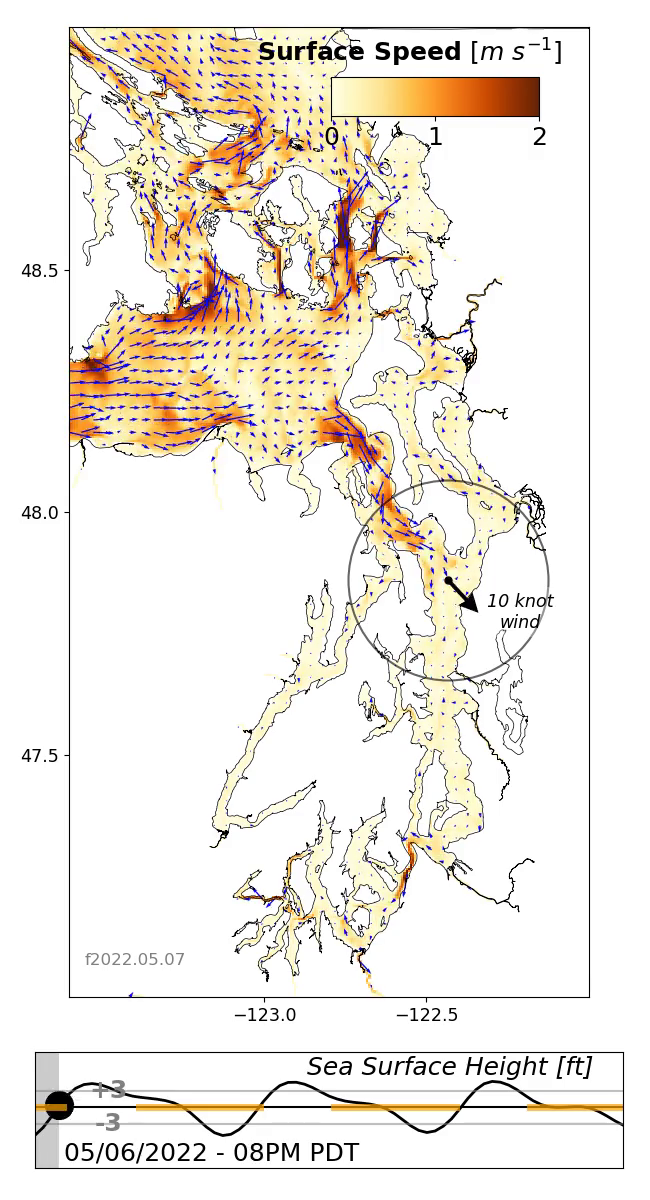 Surface Speed [m s⁻¹]
0 1 2
48.5
48.0
10 knot
wind
47.5
f2022.05.07
−123.0 −122.5
Sea Surface Height [ft]
+3
-3
05/06/2022 - 08PM PDT